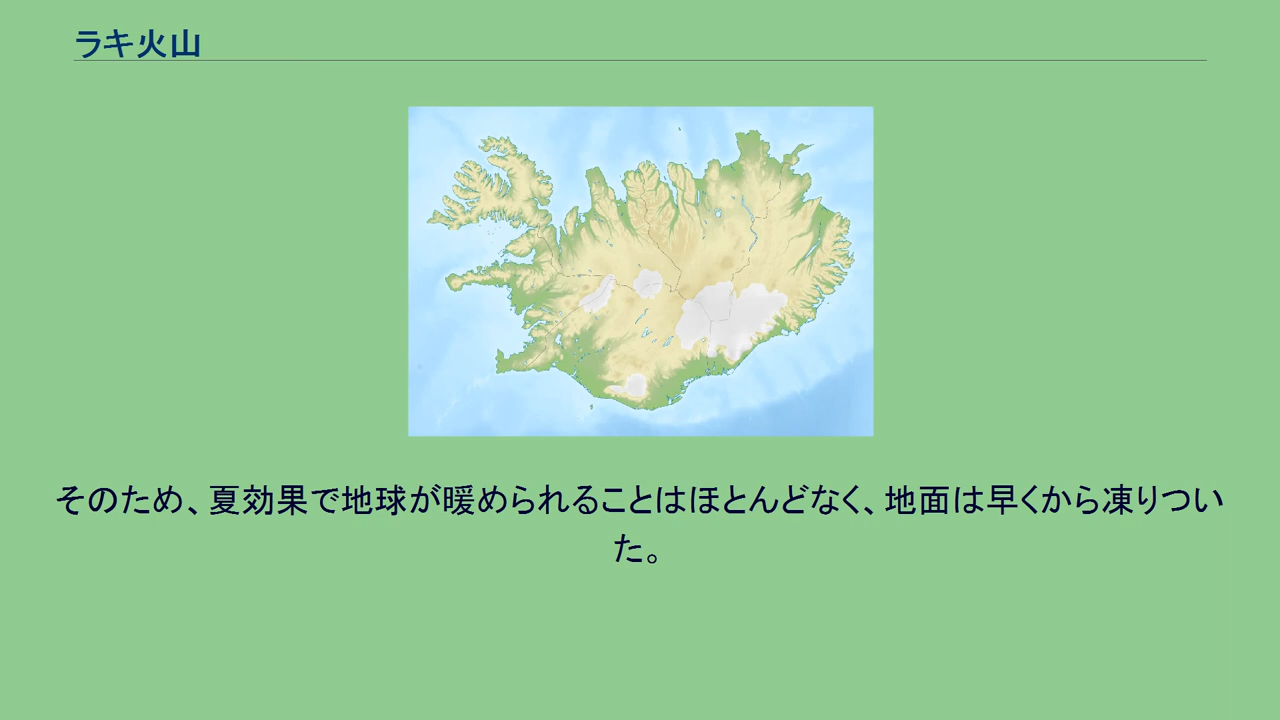 ラキ火山
そのため、夏効果で地球が暖められることはほとんどなく、地面は早くから凍りつい
た。